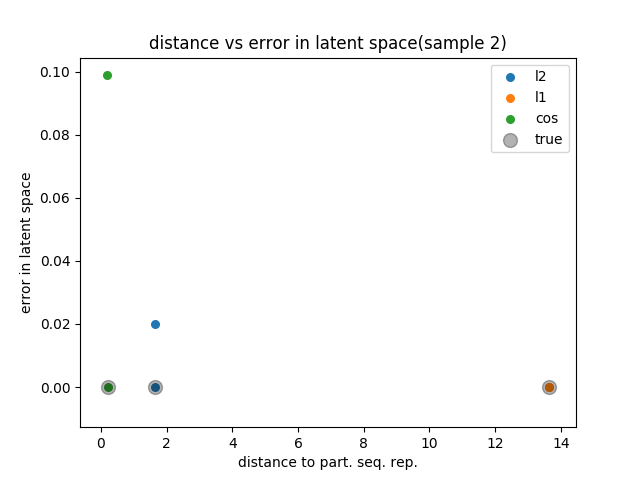 distance vs error in latent space(sample 2)
0.10
0.08
0.06
0.04
0.02
0.00
error in latent space
l2
l1
cos
true
0 2 4 6 8 10 12 14
distance to part. seq. rep.